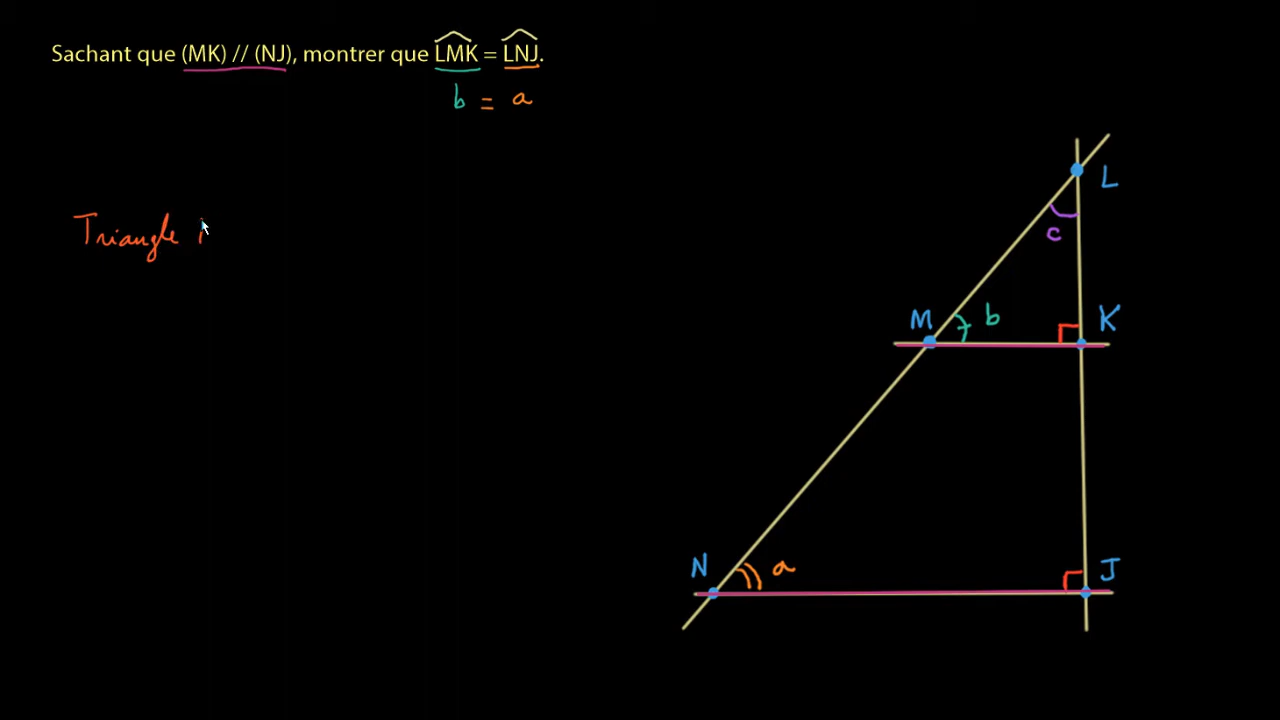 Sachant que (MK) // (NJ), montrer que LMK = LNJ.
b = a
Triangle
L
c
M
b
K
N
a
J